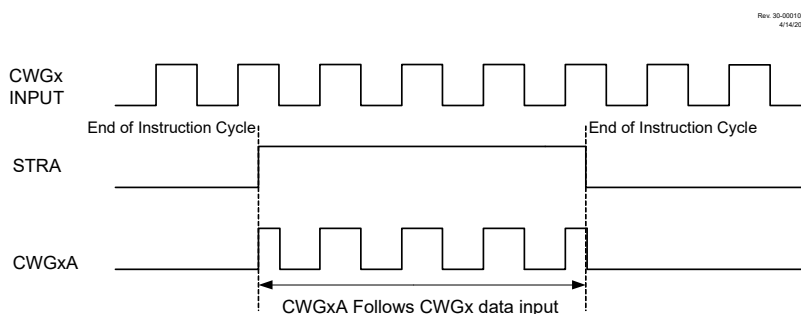 Rev. 30-00010
4/14/20
CWGx
INPUT
End of Instruction Cycle
End of Instruction Cycle
STRA
CWGxA
CWGxA Follows CWGx data input